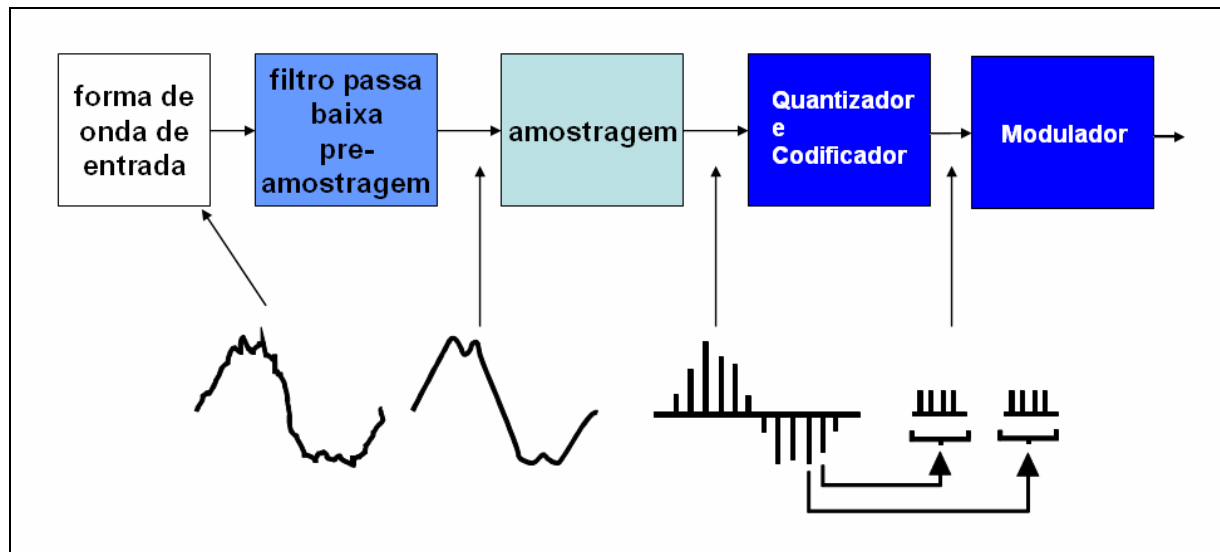 forma de
onda de
entrada
filtro passa
baixa
pre-
amostragem
amostragem
Quantizador
e
Codificador
Modulador